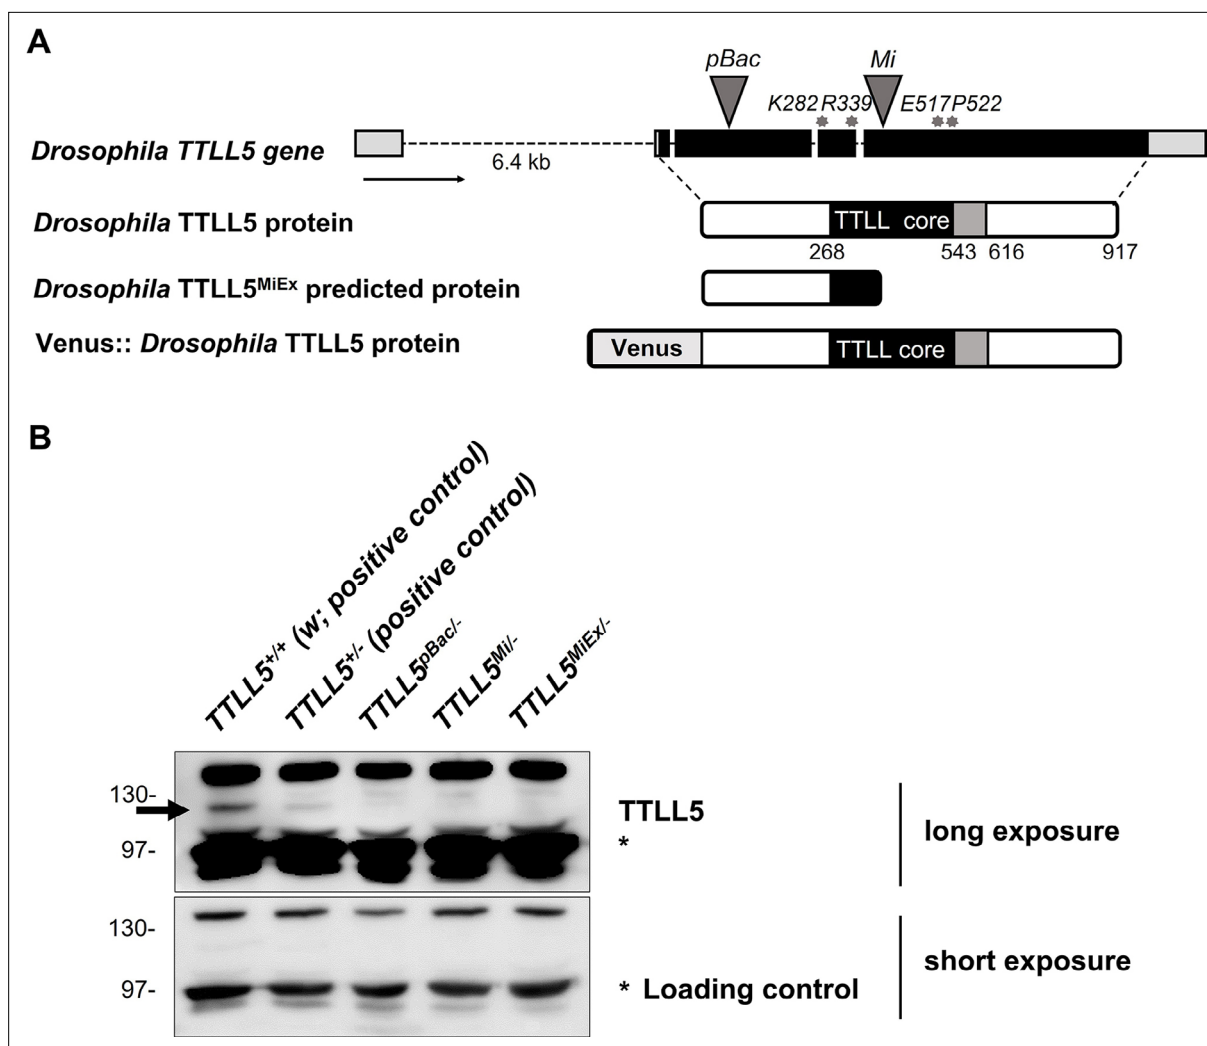 A
pBac Mi
K282 R339 E517 P522
Drosophila TTLL5 gene
6.4 kb
Drosophila TTLL5 protein
TTLL core
268 543 616 917
Drosophila TTLL5MiEx predicted protein
Venus:: Drosophila TTLL5 protein
Venus TTLL core
B
TTLL5+/+ (w; positive control)
TTLL5+/- (positive control)
TTLL5pBac/-
TTLL5Mi/-
TTLL5MiEx/-
130-
TTLL5
*
97-
long exposure
130-
97-
* Loading control
short exposure